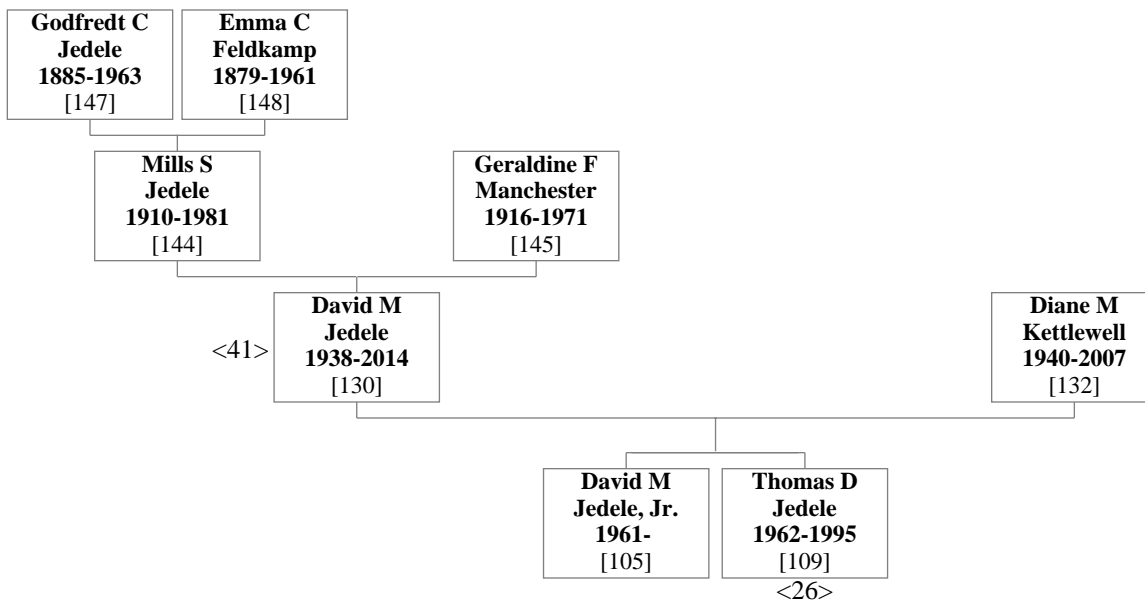 Godfredt C
Jedele
1885-1963
[147]
Emma C
Feldkamp
1879-1961
[148]
Mills S
Jedele
1910-1981
[144]
Geraldine F
Manchester
1916-1971
[145]
<41>
David M
Jedele
1938-2014
[130]
Diane M
Kettlewell
1940-2007
[132]
David M
Jedele, Jr.
1961-
[105]
Thomas D
Jedele
1962-1995
[109]
<26>